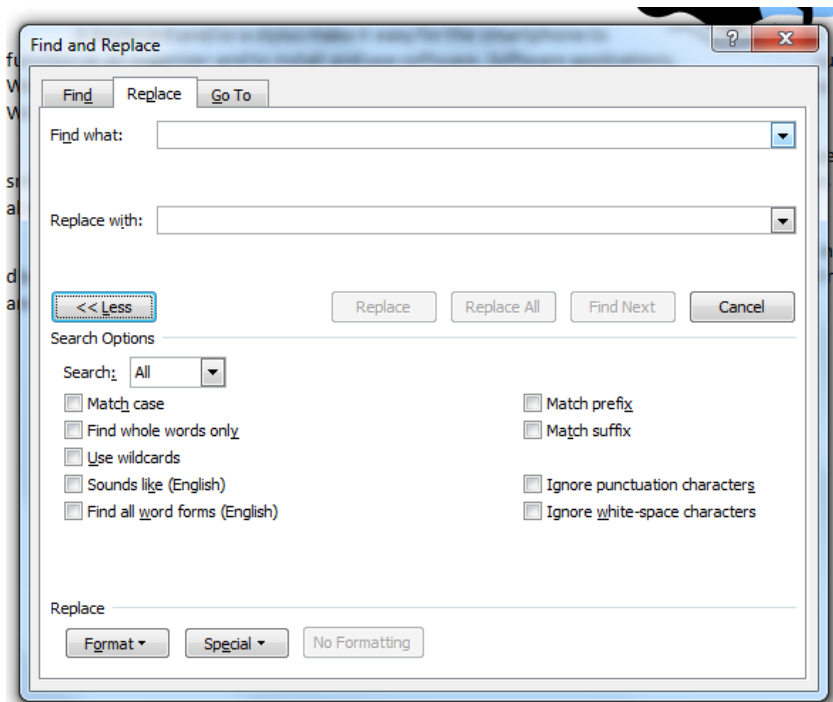 Find and Replace
Find Replace Go To
Find what:
Replace with:
<< Less Replace Replace All Find Next Cancel
Search Options
Search: All
Match case Match prefix
Find whole words only Match suffix
Use wildcards
Sounds like (English) Ignore punctuation characters
Find all word forms (English) Ignore white-space characters
Replace
Format Special No Formatting